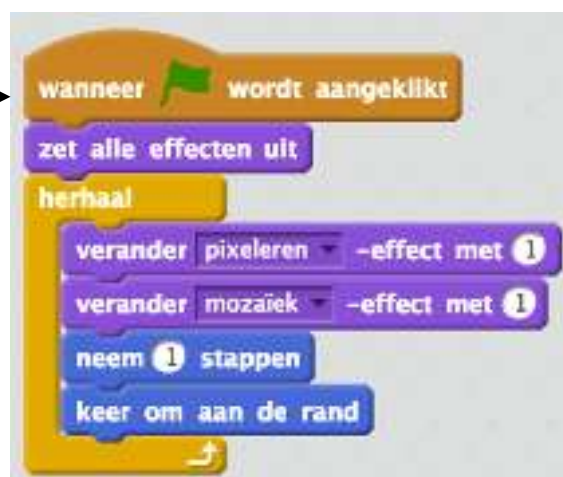 wanneer wordt aangeklikt
zet alle effecten uit
herhaal
verander pixeleren -effect met 1
verander mozaïek -effect met 1
neem 1 stappen
keer om aan de rand